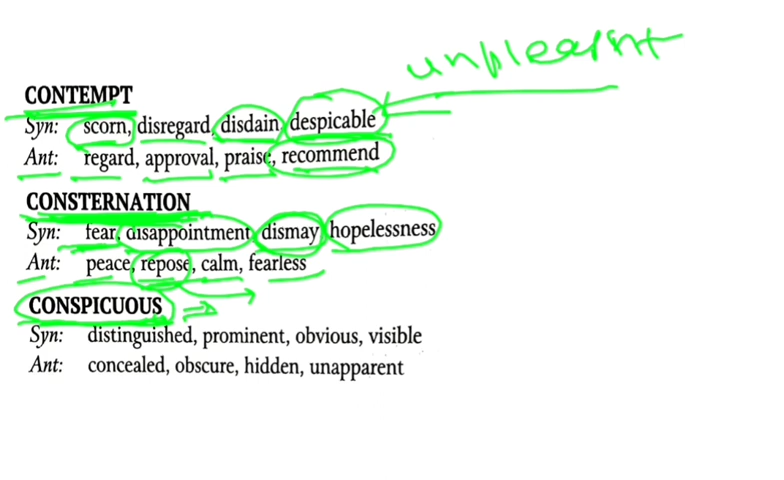 unpleasnt
CONTEMPT
Syn: scorn, disregard, disdain, despicable
Ant: regard, approval, praise, recommend
CONSTERNATION
Syn: fear, disappointment, dismay, hopelessness
Ant: peace, repose, calm, fearless
CONSPICUOUS
Syn: distinguished, prominent, obvious, visible
Ant: concealed, obscure, hidden, unapparent